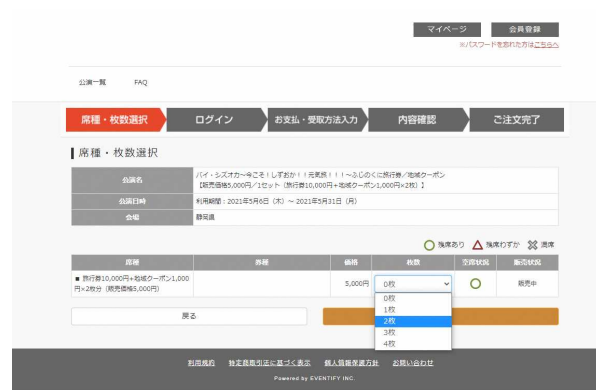 マイページ
会員登録
※パスワードを忘れた方はこちらへ
公演一覧
FAQ
席種・枚数選択
ログイン
お支払・受取方法入力
内容確認
ご注文完了
席種・枚数選択
公演名
バイ・シズオカ~今こそ!しずおか!!元気旅!!!~ふじのくに旅行券/地域クーポン
【販売価格5,000円/1セット(旅行券10,000円+地域クーポン1,000円×2枚)】
公演日時
利用期間:2021年5月6日(木)~ 2021年5月31日(月)
会場
静岡県
残席あり
残席わずか
満席
席種
券種
価格
枚数
空席状況
販売状況
■ 旅行券10,000円+地域クーポン1,000
円×2枚分(販売価格5,000円)
5,000円
0枚
販売中
0枚
1枚
2枚
3枚
4枚
戻る
利用規約
特定商取引法に基づく表示
個人情報保護方針
お問い合わせ
Powered by EVENTIFY INC.